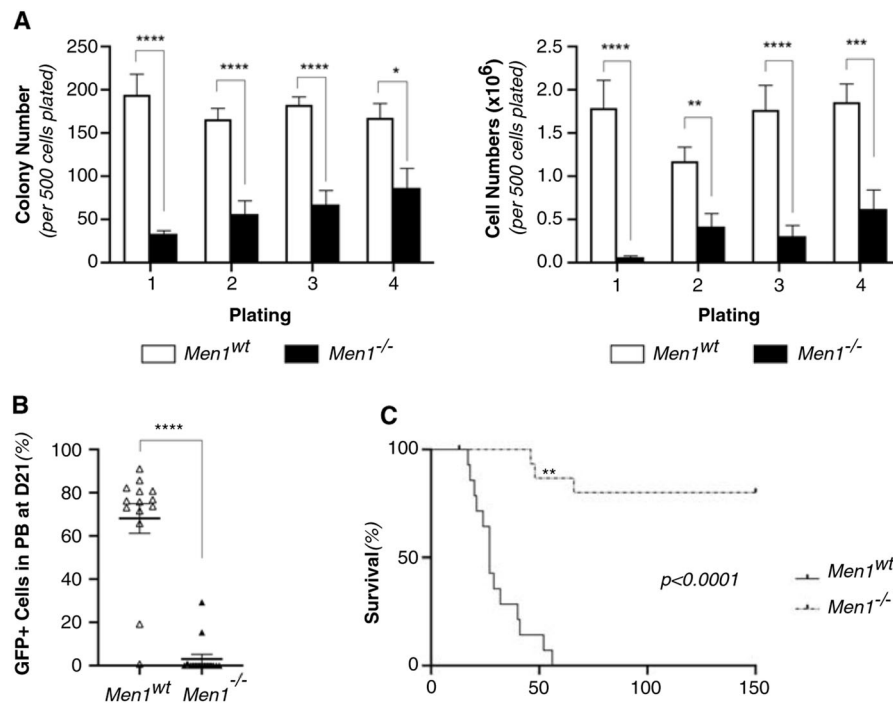 A
Colony Number
(per 500 cells plated)
250
200
150
100
50
0
****
****
****
*
1 2 3 4
Plating
Men1wt Men1-/-
Cell Numbers (x10⁶)
(per 500 cells plated)
2.5
2.0
1.5
1.0
0.5
0.0
****
**
****
***
1 2 3 4
Plating
Men1wt Men1-/-
B
GFP+ Cells in PB at D21(%)
100
80
60
40
20
0
****
Men1wt Men1-/-
C
Survival(%)
100
50
0
**
p<0.0001
0 50 100 150
Men1wt
Men1-/-